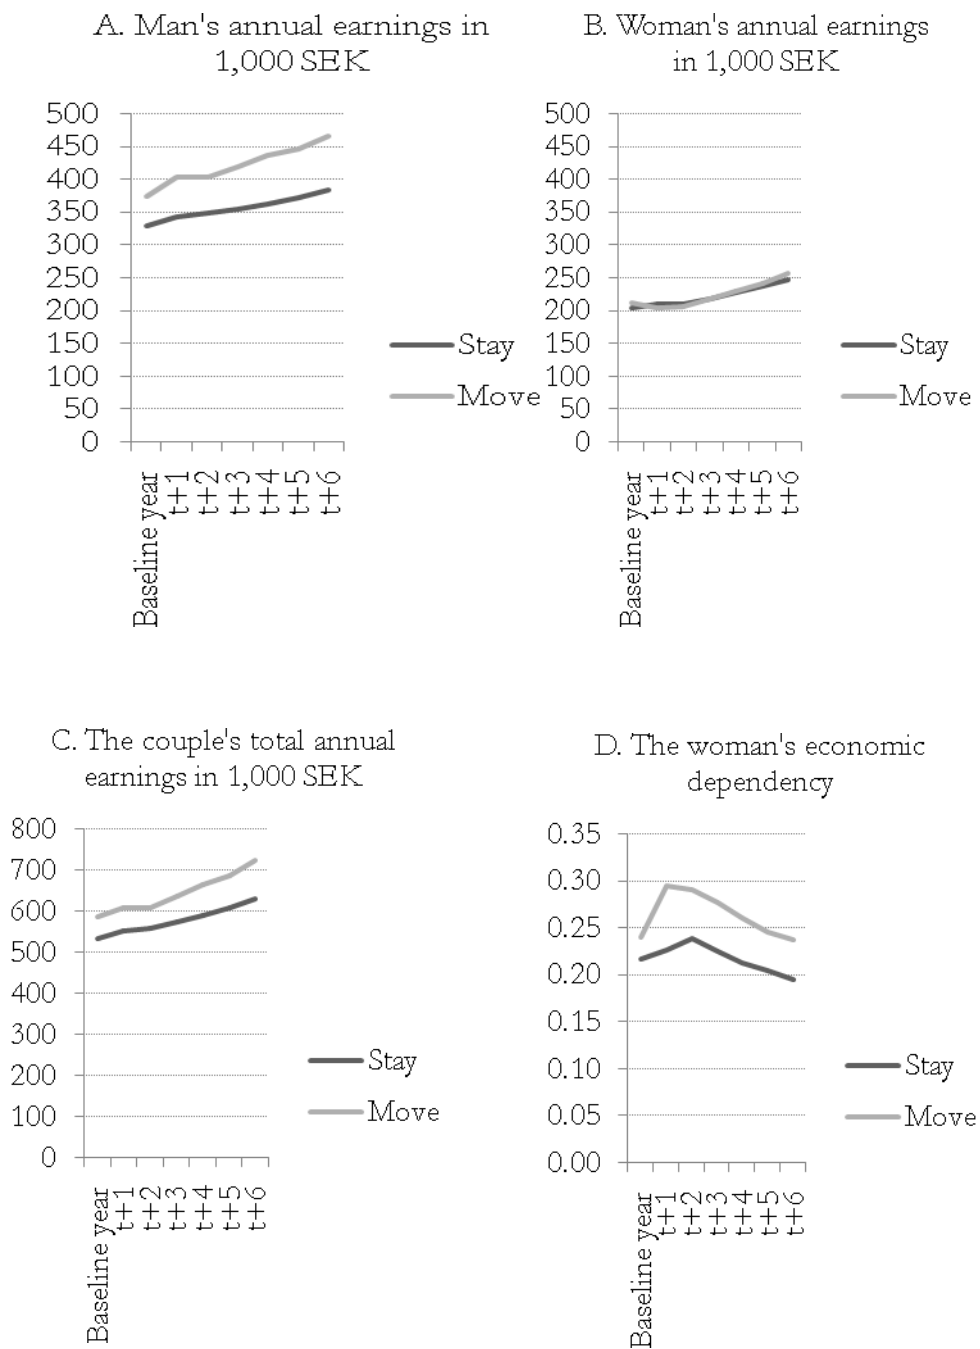 A. Man's annual earnings in
1,000 SEK
500
450
400
350
300
250
200
150
100
50
0
Baseline year
t+1
t+2
t+3
t+4
t+5
t+6
Stay
Move
B. Woman's annual earnings
in 1,000 SEK
500
450
400
350
300
250
200
150
100
50
0
Baseline year
t+1
t+2
t+3
t+4
t+5
t+6
Stay
Move
C. The couple's total annual
earnings in 1,000 SEK
800
700
600
500
400
300
200
100
0
Baseline year
t+1
t+2
t+3
t+4
t+5
t+6
Stay
Move
D. The woman's economic
dependency
0.35
0.30
0.25
0.20
0.15
0.10
0.05
0.00
Baseline year
t+1
t+2
t+3
t+4
t+5
t+6
Stay
Move